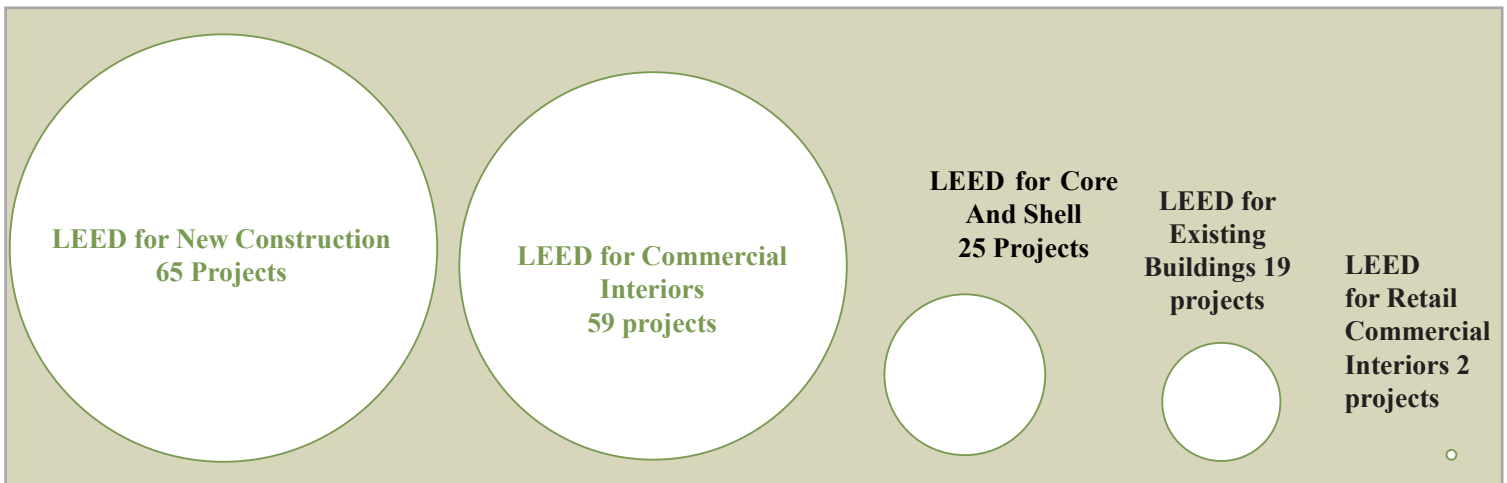 LEED for New Construction
65 Projects
LEED for Commercial
Interiors
59 projects
LEED for Core
And Shell
25 Projects
LEED for
Existing
Buildings 19
projects
LEED
for Retail
Commercial
Interiors 2
projects